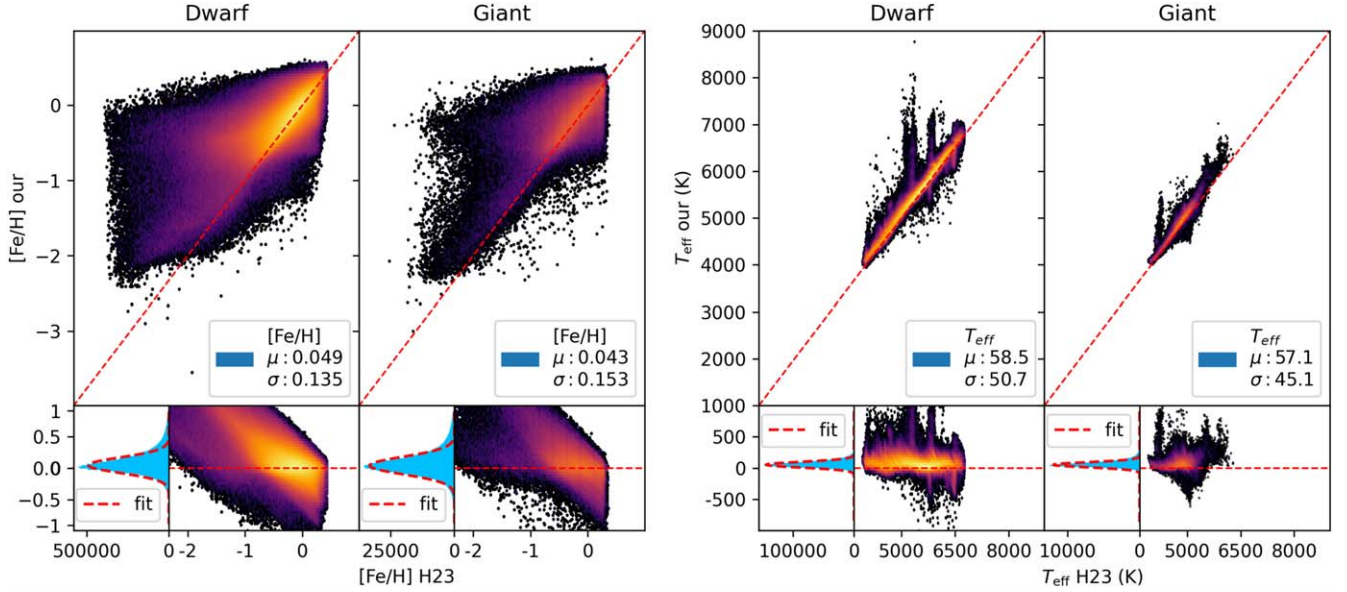 Dwarf Giant Dwarf Giant
[Fe/H] our
0
−1
−2
−3
[Fe/H]
μ : 0.049
σ : 0.135
[Fe/H]
μ : 0.043
σ : 0.153
1.0
0.5
0.0
−0.5
−1
fit
fit
500000 0 -2 -1 0 25000 0 -2 -1 0
[Fe/H] H23
T_eff our (K)
9000
8000
7000
6000
5000
4000
3000
2000
1000
T_eff
μ : 58.5
σ : 50.7
T_eff
μ : 57.1
σ : 45.1
1000
500
0
−500
fit
fit
100000 0 5000 6500 8000 10000 0 5000 6500 8000
T_eff H23 (K)